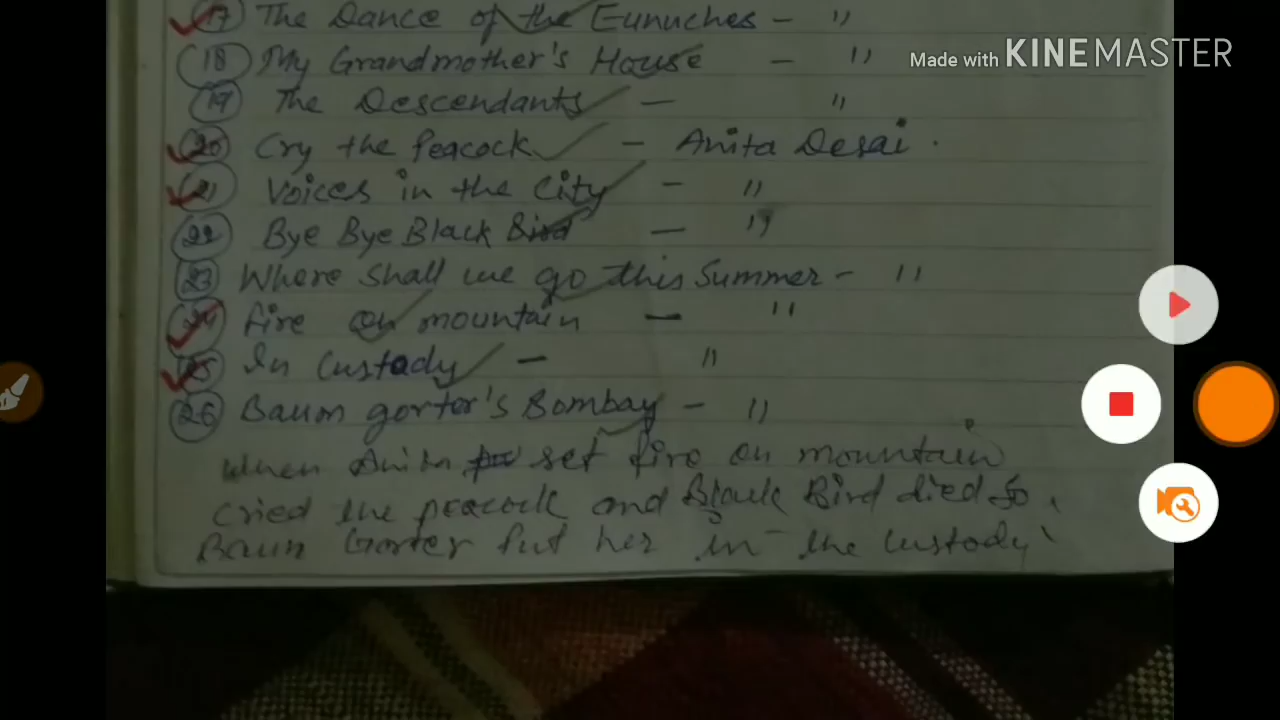 17 The Dance of the Eunuches - "
18 My Grandmother's House - "
Made with KINEMASTER
19 The Descendants - "
20 Cry the Peacock - Anita Desai .
21 Voices in the City - "
22 Bye Bye Black Bird - "
23 Where shall we go this Summer - "
24 fire on mountain - "
25 In Custody - "
26 Baum gorter's Bombay - "
When Anita set fire on mountain
cried the peacock and Black Bird died so,
Baum Gorter put her in the custody